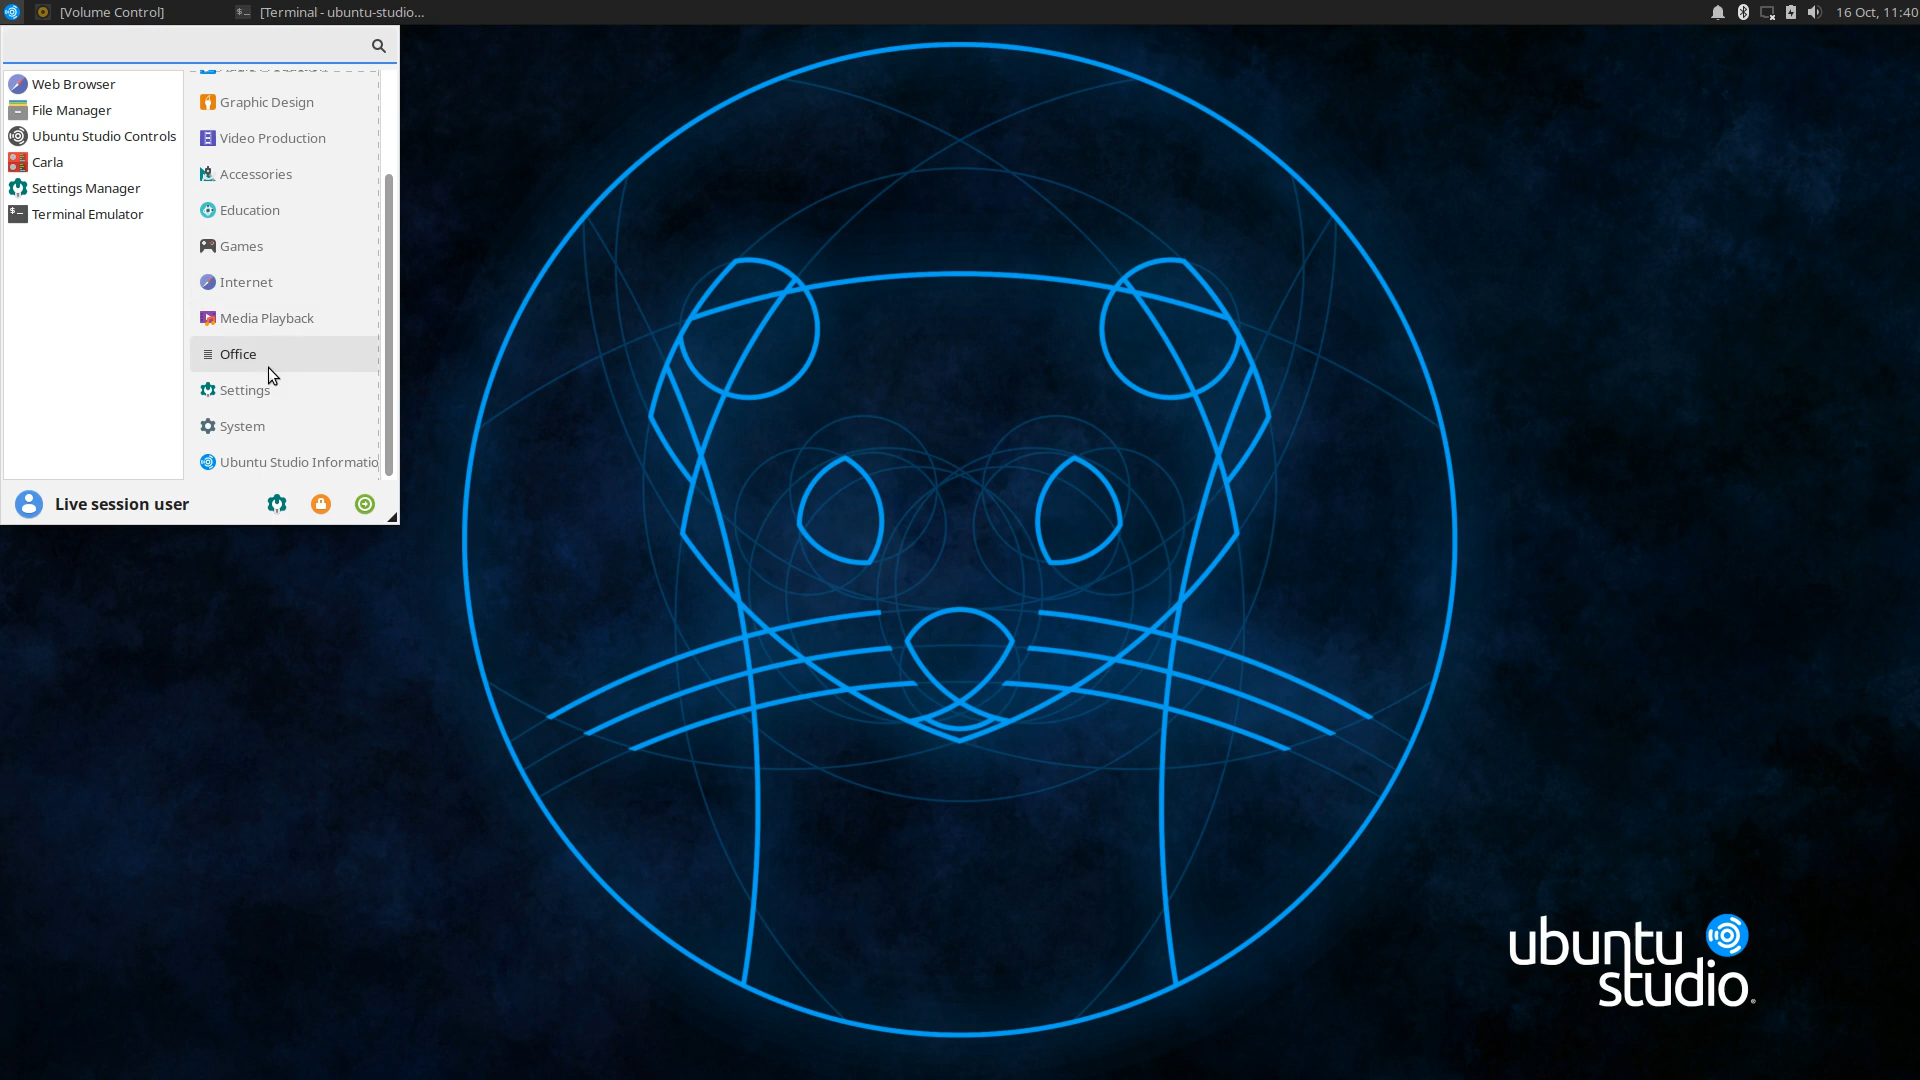 [Volume Control]
[Terminal - ubuntu-studio...
16 Oct, 11:40
Web Browser
File Manager
Ubuntu Studio Controls
Carla
Settings Manager
Terminal Emulator
Graphic Design
Video Production
Accessories
Education
Games
Internet
Media Playback
Office
Settings
System
Ubuntu Studio Informatio
Live session user
ubuntu
studio